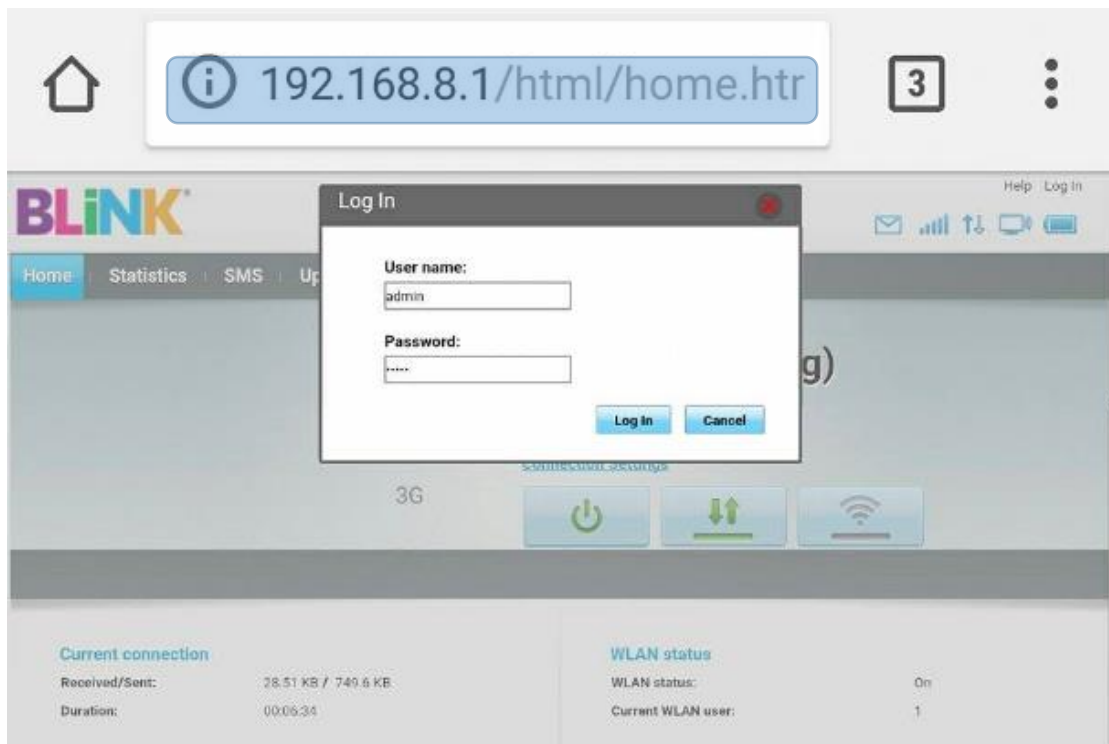 192.168.8.1/html/home.htr
3
BLiNK
Help Log In
Log In
Home Statistics SMS Up
User name:
admin
Password:
•••••
Log In Cancel
g)
connection settings
3G
Current connection
Received/Sent: 28.51 KB / 749.6 KB
Duration: 00:06:34
WLAN status
WLAN status: On
Current WLAN user: 1